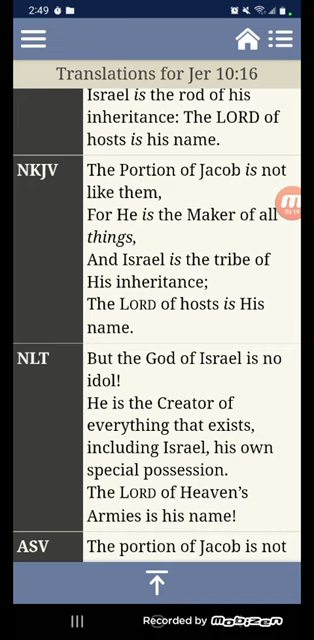 2:49
Translations for Jer 10:16
Israel is the rod of his
inheritance: The LORD of
hosts is his name.
NKJV
The Portion of Jacob is not
like them,
For He is the Maker of all
things,
And Israel is the tribe of
His inheritance;
The LORD of hosts is His
name.
NLT
But the God of Israel is no
idol!
He is the Creator of
everything that exists,
including Israel, his own
special possession.
The LORD of Heaven's
Armies is his name!
ASV
The portion of Jacob is not
Recorded by mobizen